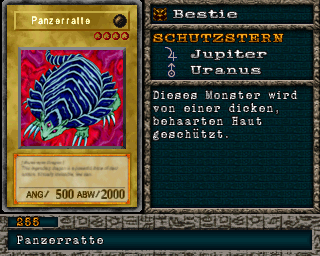 Panzerratte
ANG/ 500 ABW/2000
Bestie
SCHUTZSTERN
♃ Jupiter
⛢ Uranus
Dieses Monster wird
von einer dicken,
behaarten Haut
geschützt.
255
Panzerratte